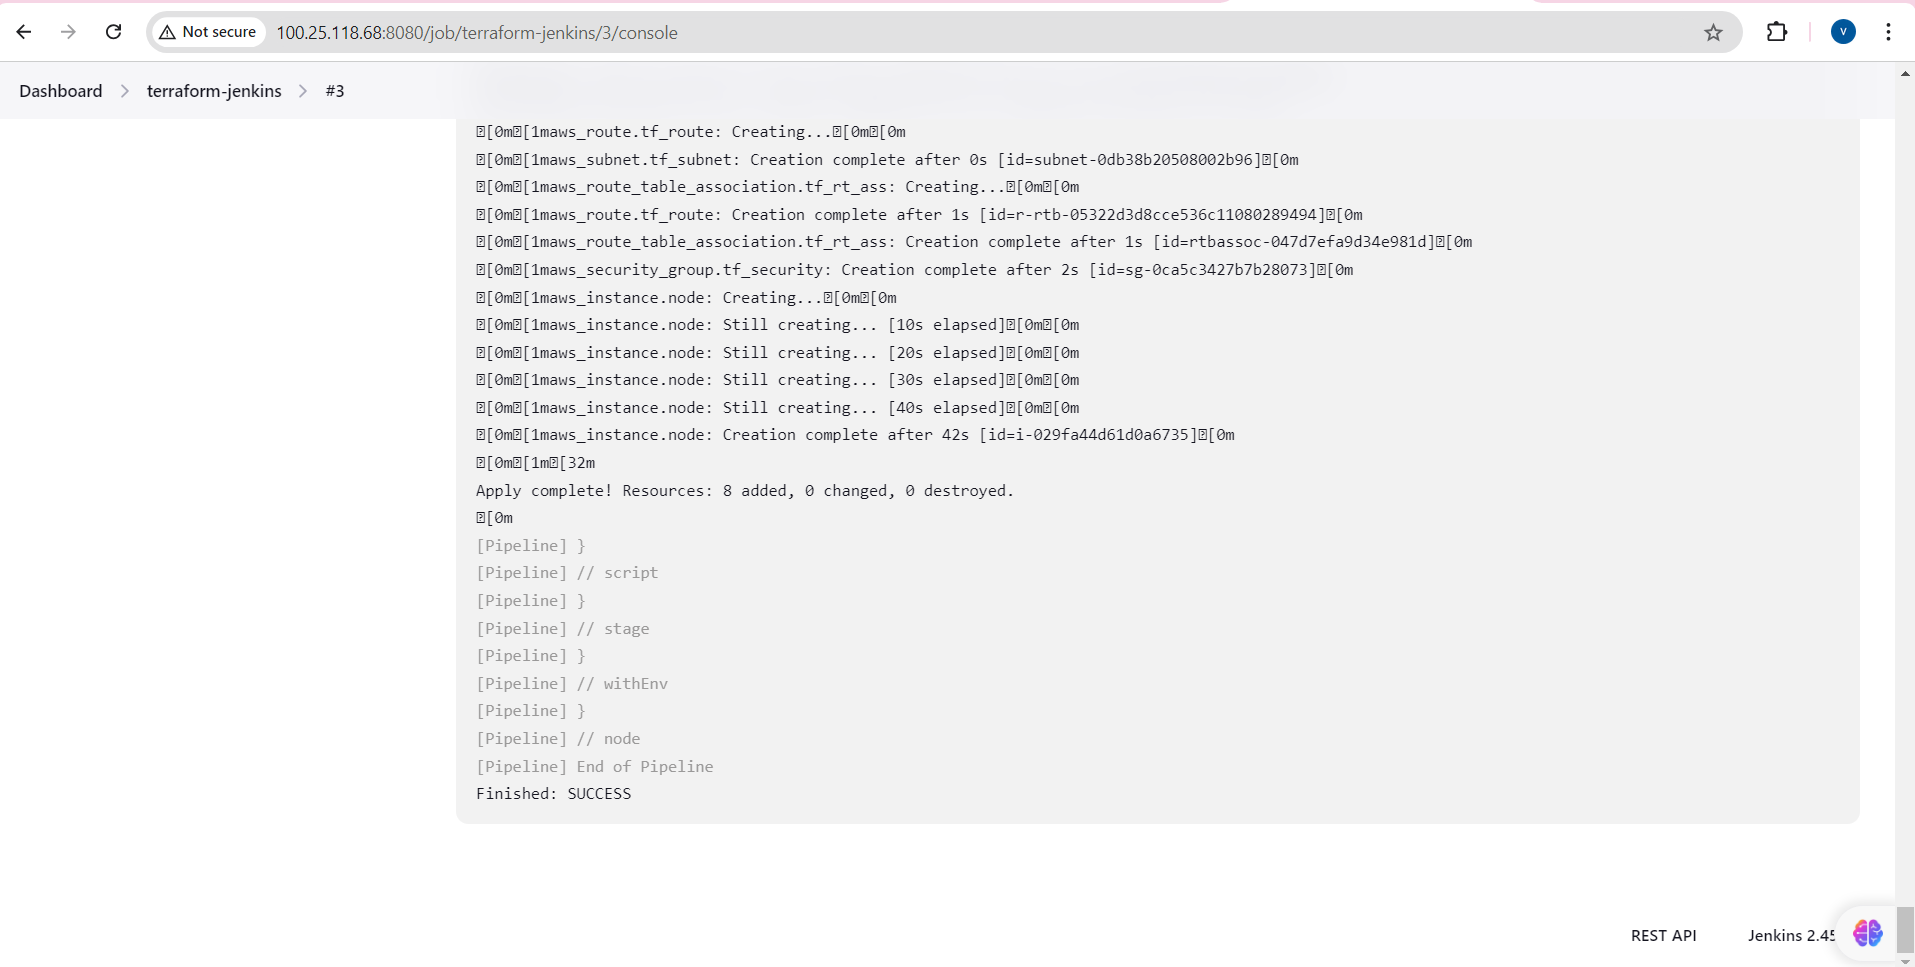 Not secure 100.25.118.68:8080/job/terraform-jenkins/3/console V
Dashboard terraform-jenkins #3
[0m[1maws_route.tf_route: Creating...[0m[0m
[0m[1maws_subnet.tf_subnet: Creation complete after 0s [id=subnet-0db38b20508002b96][0m
[0m[1maws_route_table_association.tf_rt_ass: Creating...[0m[0m
[0m[1maws_route.tf_route: Creation complete after 1s [id=r-rtb-05322d3d8cce536c11080289494][0m
[0m[1maws_route_table_association.tf_rt_ass: Creation complete after 1s [id=rtbassoc-047d7efa9d34e981d][0m
[0m[1maws_security_group.tf_security: Creation complete after 2s [id=sg-0ca5c3427b7b28073][0m
[0m[1maws_instance.node: Creating...[0m[0m
[0m[1maws_instance.node: Still creating... [10s elapsed][0m[0m
[0m[1maws_instance.node: Still creating... [20s elapsed][0m[0m
[0m[1maws_instance.node: Still creating... [30s elapsed][0m[0m
[0m[1maws_instance.node: Still creating... [40s elapsed][0m[0m
[0m[1maws_instance.node: Creation complete after 42s [id=i-029fa44d61d0a6735][0m
[0m[1m[32m
Apply complete! Resources: 8 added, 0 changed, 0 destroyed.
[0m
[Pipeline] }
[Pipeline] // script
[Pipeline] }
[Pipeline] // stage
[Pipeline] }
[Pipeline] // withEnv
[Pipeline] }
[Pipeline] // node
[Pipeline] End of Pipeline
Finished: SUCCESS
REST API Jenkins 2.45